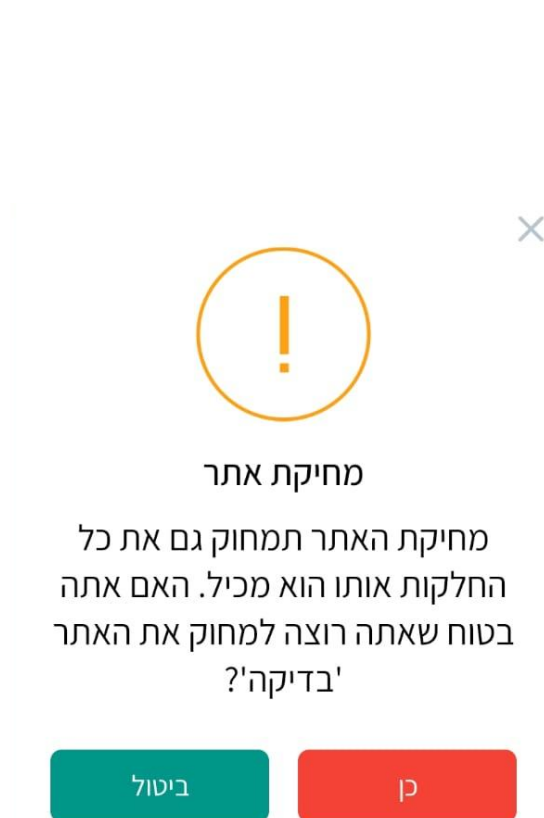 מחיקת אתר
מחיקת האתר תמחוק גם את כל
החלקות אותו הוא מכיל. האם אתה
בטוח שאתה רוצה למחוק את האתר
'בדיקה'?
כן
ביטול